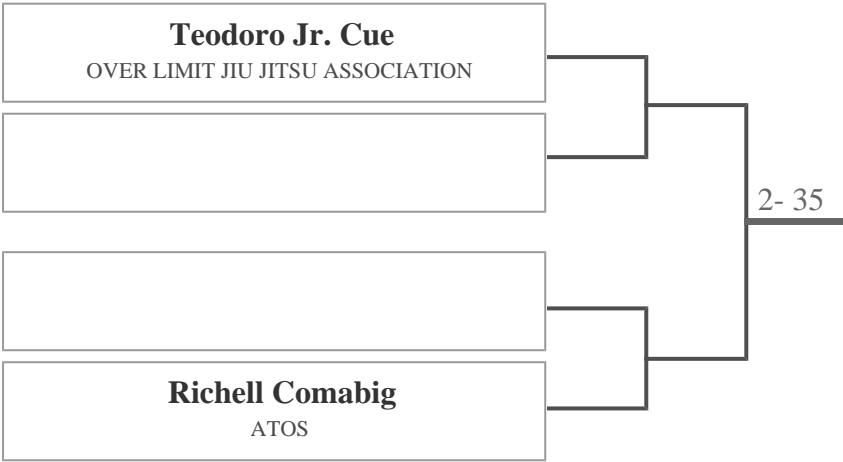 Teodoro Jr. Cue
OVER LIMIT JIU JITSU ASSOCIATION
2- 35
Richell Comabig
ATOS